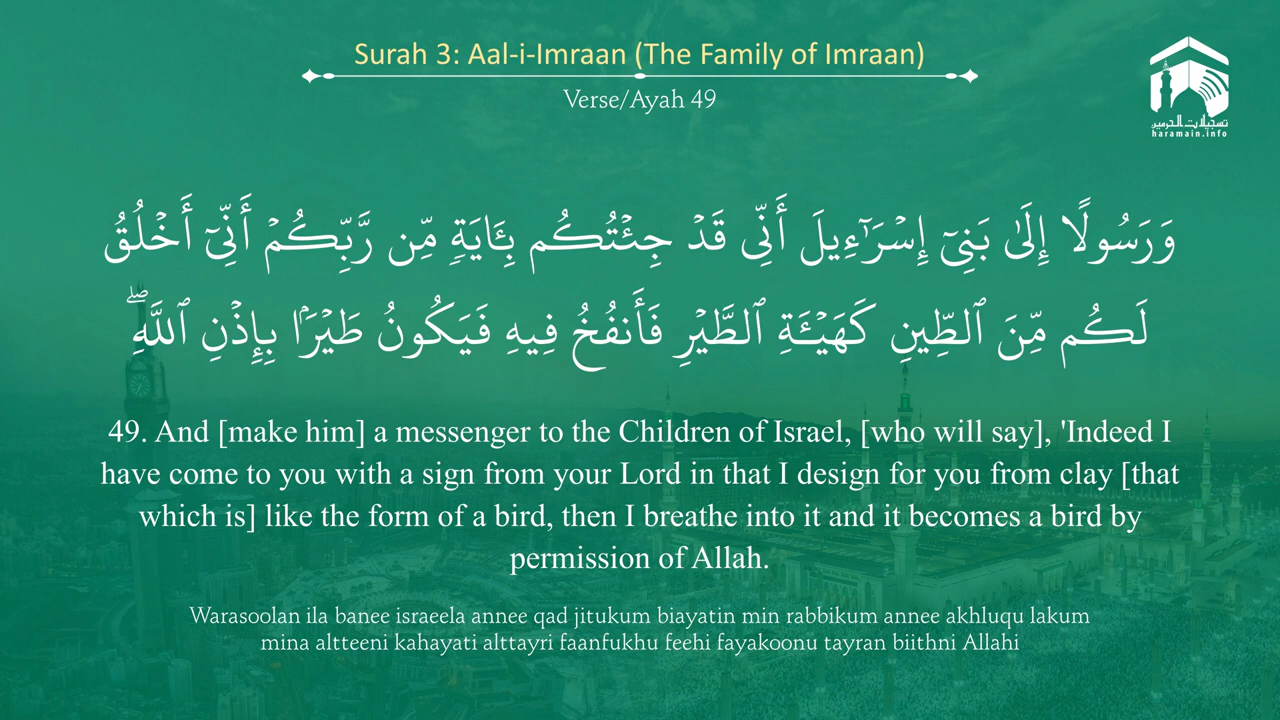 Surah 3: Aal-i-Imraan (The Family of Imraan)
Verse/Ayah 49
تسجيلات الحرمين
haramain.info
وَرَسُولًا إِلَىٰ بَنِىٓ إِسْرَٰٓءِيلَ أَنِّى قَدْ جِئْتُكُم بِـَٔايَةٍۢ مِّن رَّبِّكُمْ أَنِّىٓ أَخْلُقُ
لَكُم مِّنَ ٱلطِّينِ كَهَيْـَٔةِ ٱلطَّيْرِ فَأَنفُخُ فِيهِ فَيَكُونُ طَيْرًۢا بِإِذْنِ ٱللَّهِ ۖ
49. And [make him] a messenger to the Children of Israel, [who will say], 'Indeed I
have come to you with a sign from your Lord in that I design for you from clay [that
which is] like the form of a bird, then I breathe into it and it becomes a bird by
permission of Allah.
Warasoolan ila banee israeela annee qad jitukum biayatin min rabbikum annee akhluqu lakum
mina altteeni kahayati alttayri faanfukhu feehi fayakoonu tayran biithni Allahi